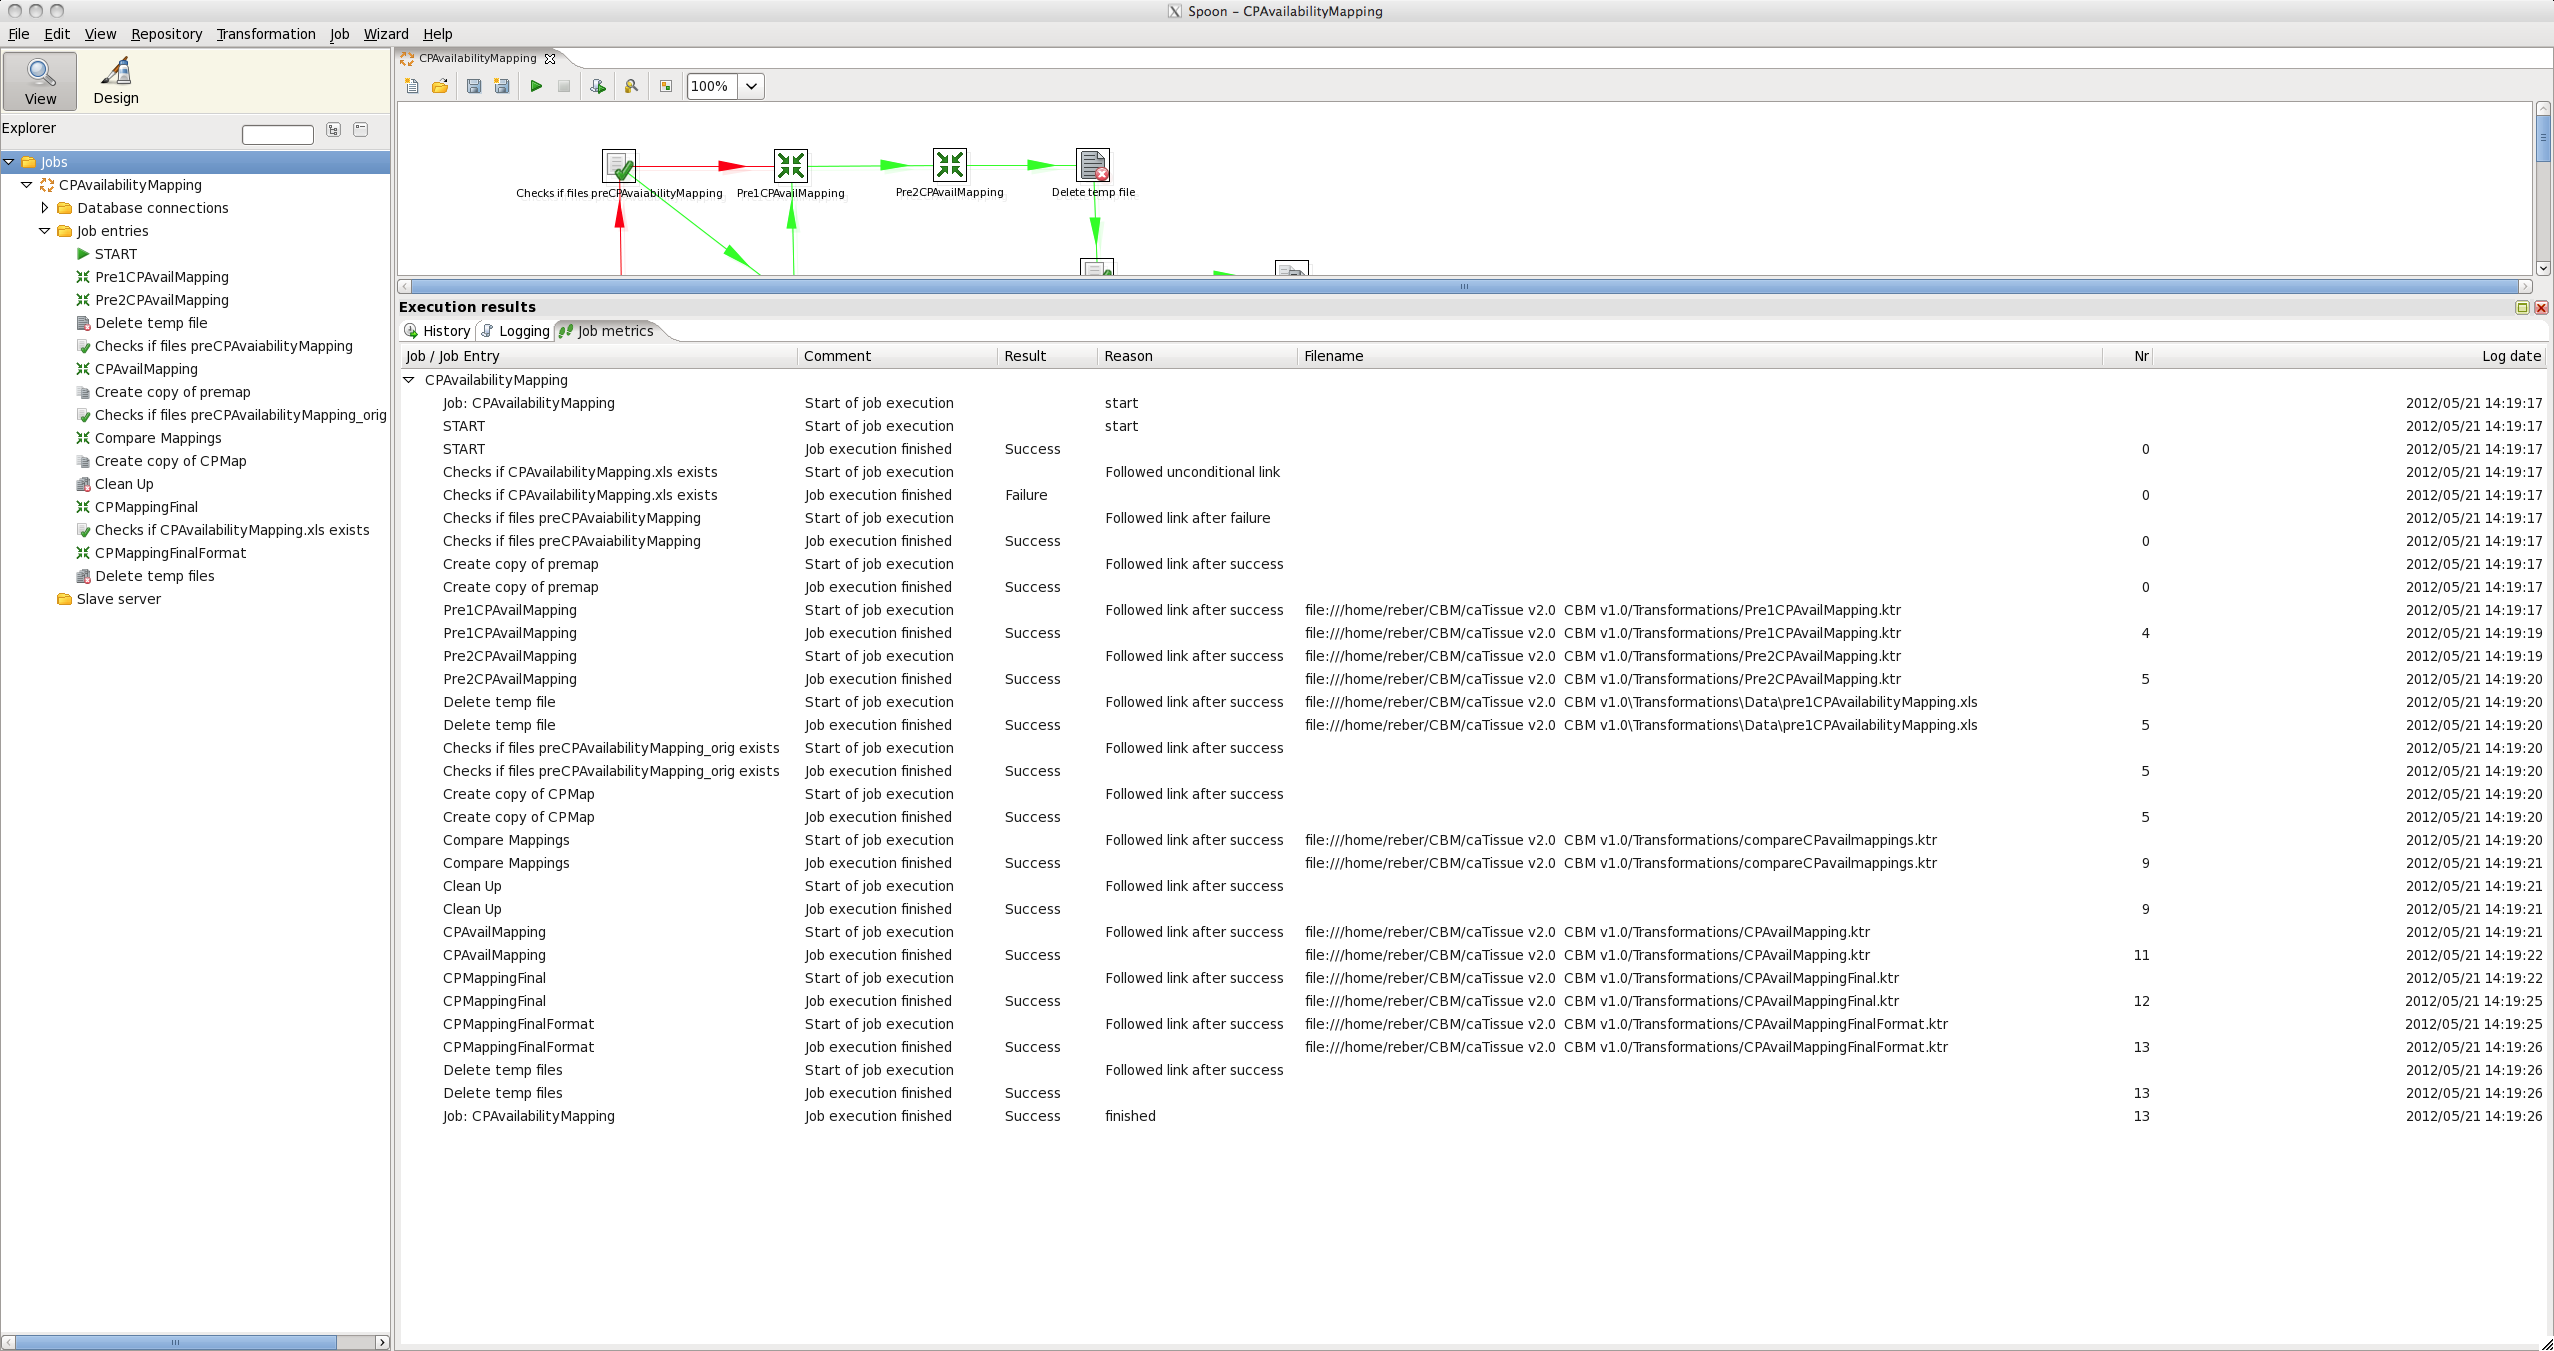 Spoon – CPAvailabilityMapping
File Edit View Repository Transformation Job Wizard Help
View Design
Explorer
Jobs
CPAvailabilityMapping
Database connections
Job entries
START
Pre1CPAvailMapping
Pre2CPAvailMapping
Delete temp file
Checks if files preCPAvaiabilityMapping
CPAvailMapping
Create copy of premap
Checks if files preCPAvailabilityMapping_orig
Compare Mappings
Create copy of CPMap
Clean Up
CPMappingFinal
Checks if CPAvailabilityMapping.xls exists
CPMappingFinalFormat
Delete temp files
Slave server
CPAvailabilityMapping
100%
Checks if files preCPAvaiabilityMapping Pre1CPAvailMapping Pre2CPAvailMapping Delete temp file
Execution results
History Logging Job metrics
Job / Job Entry Comment Result Reason Filename Nr Log date
CPAvailabilityMapping
Job: CPAvailabilityMapping Start of job execution start 2012/05/21 14:19:17
START Start of job execution start 2012/05/21 14:19:17
START Job execution finished Success 0 2012/05/21 14:19:17
Checks if CPAvailabilityMapping.xls exists Start of job execution Followed unconditional link 2012/05/21 14:19:17
Checks if CPAvailabilityMapping.xls exists Job execution finished Failure 0 2012/05/21 14:19:17
Checks if files preCPAvaiabilityMapping Start of job execution Followed link after failure 2012/05/21 14:19:17
Checks if files preCPAvaiabilityMapping Job execution finished Success 0 2012/05/21 14:19:17
Create copy of premap Start of job execution Followed link after success 2012/05/21 14:19:17
Create copy of premap Job execution finished Success 0 2012/05/21 14:19:17
Pre1CPAvailMapping Start of job execution Followed link after success file:///home/reber/CBM/caTissue v2.0  CBM v1.0/Transformations/Pre1CPAvailMapping.ktr 2012/05/21 14:19:17
Pre1CPAvailMapping Job execution finished Success file:///home/reber/CBM/caTissue v2.0  CBM v1.0/Transformations/Pre1CPAvailMapping.ktr 4 2012/05/21 14:19:19
Pre2CPAvailMapping Start of job execution Followed link after success file:///home/reber/CBM/caTissue v2.0  CBM v1.0/Transformations/Pre2CPAvailMapping.ktr 2012/05/21 14:19:19
Pre2CPAvailMapping Job execution finished Success file:///home/reber/CBM/caTissue v2.0  CBM v1.0/Transformations/Pre2CPAvailMapping.ktr 5 2012/05/21 14:19:20
Delete temp file Start of job execution Followed link after success file:///home/reber/CBM/caTissue v2.0  CBM v1.0\Transformations\Data\pre1CPAvailabilityMapping.xls 2012/05/21 14:19:20
Delete temp file Job execution finished Success file:///home/reber/CBM/caTissue v2.0  CBM v1.0\Transformations\Data\pre1CPAvailabilityMapping.xls 5 2012/05/21 14:19:20
Checks if files preCPAvailabilityMapping_orig exists Start of job execution Followed link after success 2012/05/21 14:19:20
Checks if files preCPAvailabilityMapping_orig exists Job execution finished Success 5 2012/05/21 14:19:20
Create copy of CPMap Start of job execution Followed link after success 2012/05/21 14:19:20
Create copy of CPMap Job execution finished Success 5 2012/05/21 14:19:20
Compare Mappings Start of job execution Followed link after success file:///home/reber/CBM/caTissue v2.0  CBM v1.0/Transformations/compareCPavailmappings.ktr 2012/05/21 14:19:20
Compare Mappings Job execution finished Success file:///home/reber/CBM/caTissue v2.0  CBM v1.0/Transformations/compareCPavailmappings.ktr 9 2012/05/21 14:19:21
Clean Up Start of job execution Followed link after success 2012/05/21 14:19:21
Clean Up Job execution finished Success 9 2012/05/21 14:19:21
CPAvailMapping Start of job execution Followed link after success file:///home/reber/CBM/caTissue v2.0  CBM v1.0/Transformations/CPAvailMapping.ktr 2012/05/21 14:19:21
CPAvailMapping Job execution finished Success file:///home/reber/CBM/caTissue v2.0  CBM v1.0/Transformations/CPAvailMapping.ktr 11 2012/05/21 14:19:22
CPMappingFinal Start of job execution Followed link after success file:///home/reber/CBM/caTissue v2.0  CBM v1.0/Transformations/CPAvailMappingFinal.ktr 2012/05/21 14:19:22
CPMappingFinal Job execution finished Success file:///home/reber/CBM/caTissue v2.0  CBM v1.0/Transformations/CPAvailMappingFinal.ktr 12 2012/05/21 14:19:25
CPMappingFinalFormat Start of job execution Followed link after success file:///home/reber/CBM/caTissue v2.0  CBM v1.0/Transformations/CPAvailMappingFinalFormat.ktr 2012/05/21 14:19:25
CPMappingFinalFormat Job execution finished Success file:///home/reber/CBM/caTissue v2.0  CBM v1.0/Transformations/CPAvailMappingFinalFormat.ktr 13 2012/05/21 14:19:26
Delete temp files Start of job execution Followed link after success 2012/05/21 14:19:26
Delete temp files Job execution finished Success 13 2012/05/21 14:19:26
Job: CPAvailabilityMapping Job execution finished Success finished 13 2012/05/21 14:19:26